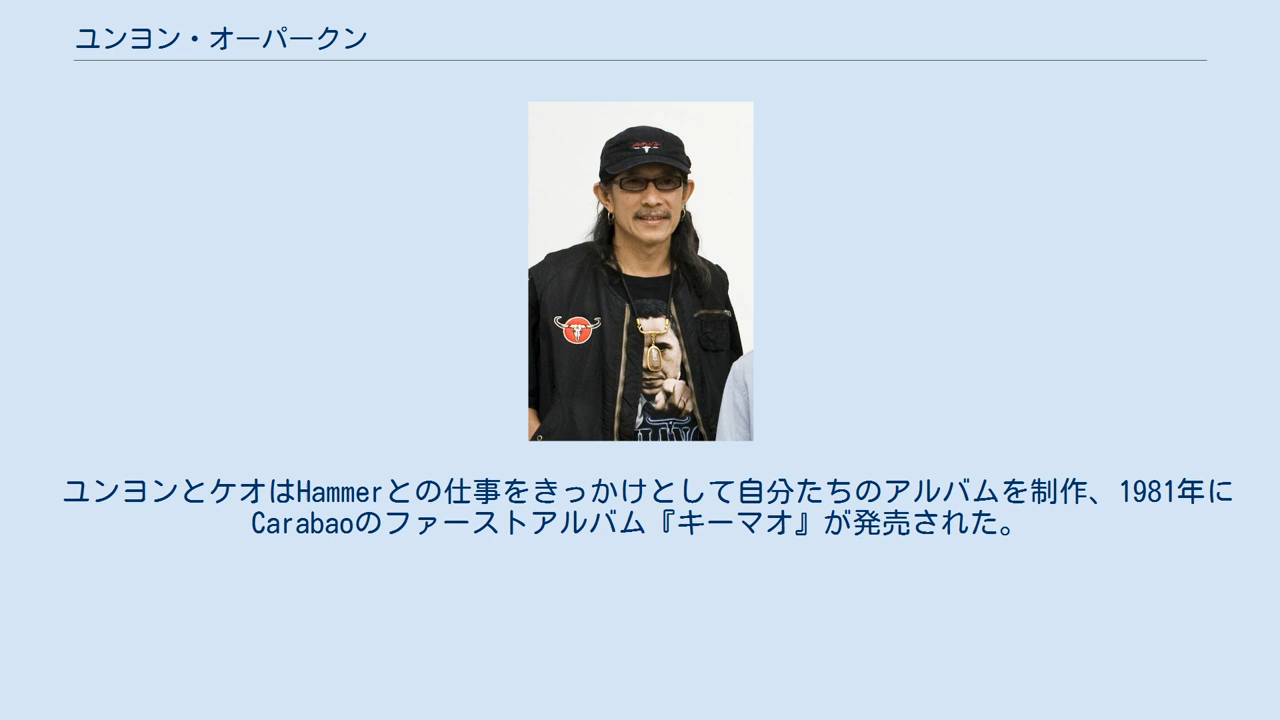 ユンヨン・オーパークン
ユンヨンとケオはHammerとの仕事をきっかけとして自分たちのアルバムを制作、1981年に
Carabaoのファーストアルバム『キーマオ』が発売された。